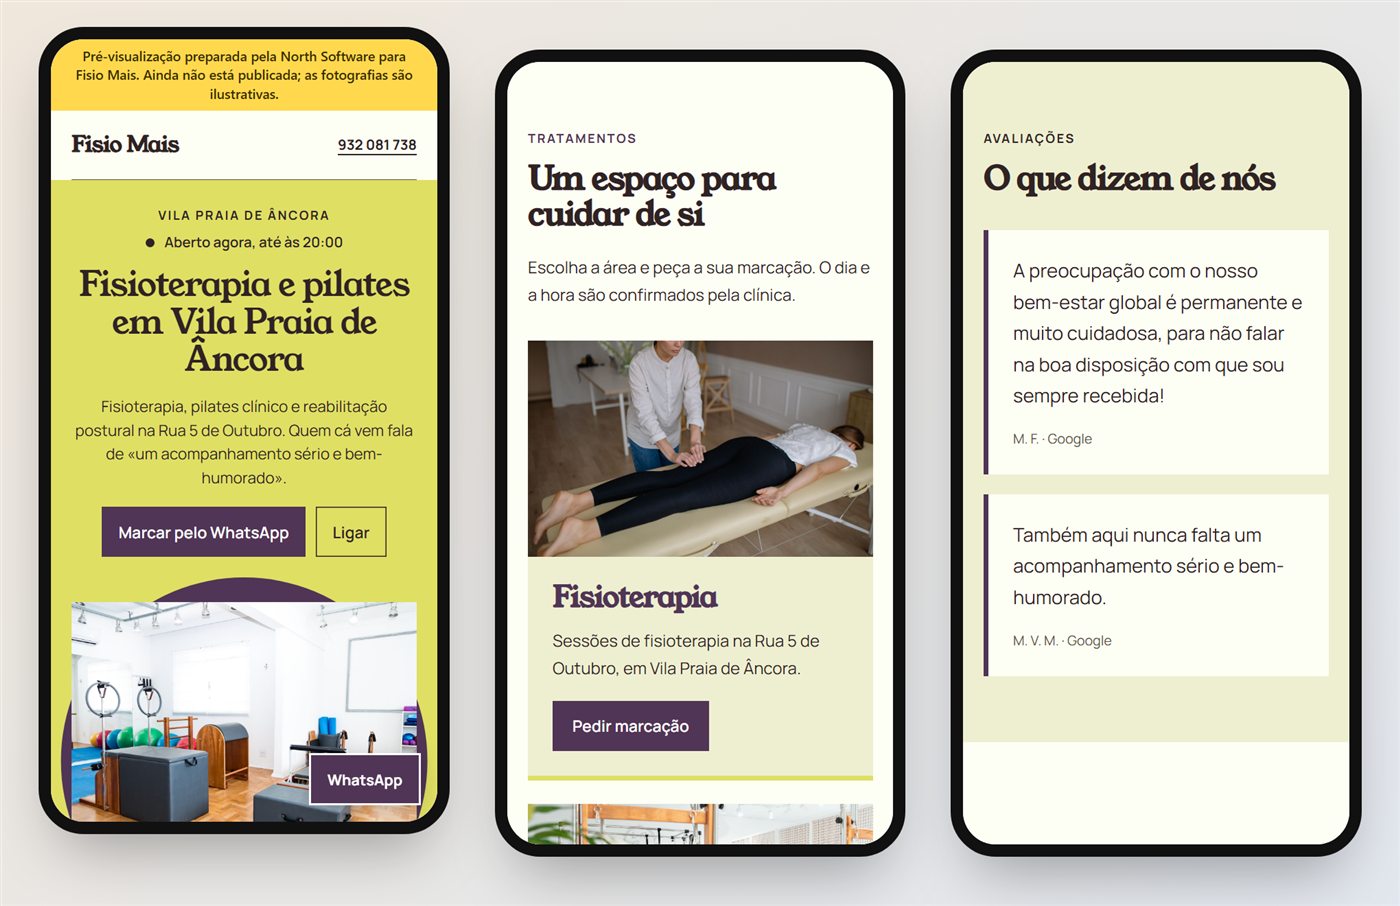 Pré-visualização preparada pela North Software para
Fisio Mais. Ainda não está publicada; as fotografias são
ilustrativas.
Fisio Mais
932 081 738
VILA PRAIA DE ÂNCORA
Aberto agora, até às 20:00
Fisioterapia e pilates
em Vila Praia de
Âncora
Fisioterapia, pilates clínico e reabilitação
postural na Rua 5 de Outubro. Quem cá vem fala
de «um acompanhamento sério e bem-
humorado».
Marcar pelo WhatsApp
Ligar
WhatsApp
TRATAMENTOS
Um espaço para
cuidar de si
Escolha a área e peça a sua marcação. O dia e
a hora são confirmados pela clínica.
Fisioterapia
Sessões de fisioterapia na Rua 5 de
Outubro, em Vila Praia de Âncora.
Pedir marcação
AVALIAÇÕES
O que dizem de nós
A preocupação com o nosso
bem-estar global é permanente e
muito cuidadosa, para não falar
na boa disposição com que sou
sempre recebida!
M. F. · Google
Também aqui nunca falta um
acompanhamento sério e bem-
humorado.
M. V. M. · Google